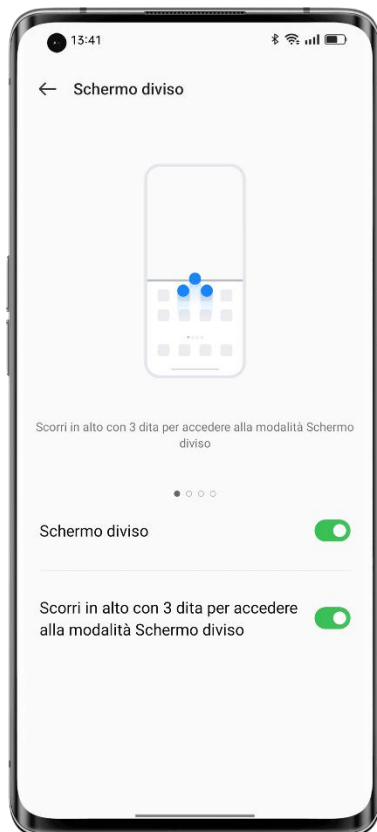 13:41
Schermo diviso
Scorri in alto con 3 dita per accedere alla modalità Schermo
diviso
Schermo diviso
Scorri in alto con 3 dita per accedere
alla modalità Schermo diviso